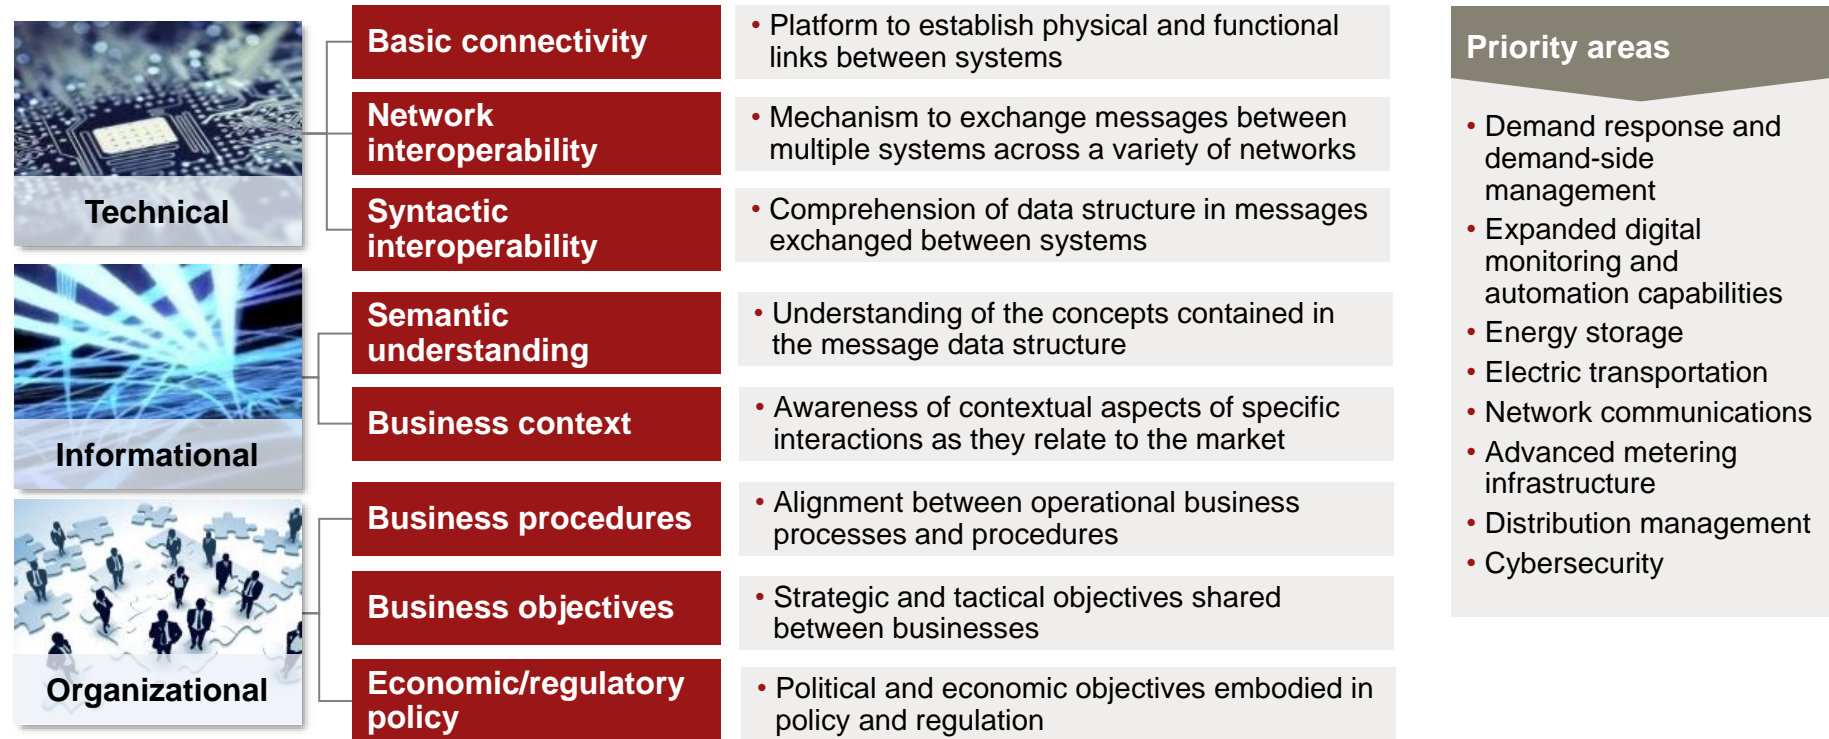 Technical
Basic connectivity
• Platform to establish physical and functional
links between systems
Network
interoperability
• Mechanism to exchange messages between
multiple systems across a variety of networks
Syntactic
interoperability
• Comprehension of data structure in messages
exchanged between systems
Informational
Semantic
understanding
• Understanding of the concepts contained in
the message data structure
Business context
• Awareness of contextual aspects of specific
interactions as they relate to the market
Organizational
Business procedures
• Alignment between operational business
processes and procedures
Business objectives
• Strategic and tactical objectives shared
between businesses
Economic/regulatory
policy
• Political and economic objectives embodied in
policy and regulation
Priority areas
• Demand response and
demand-side
management
• Expanded digital
monitoring and
automation capabilities
• Energy storage
• Electric transportation
• Network communications
• Advanced metering
infrastructure
• Distribution management
• Cybersecurity